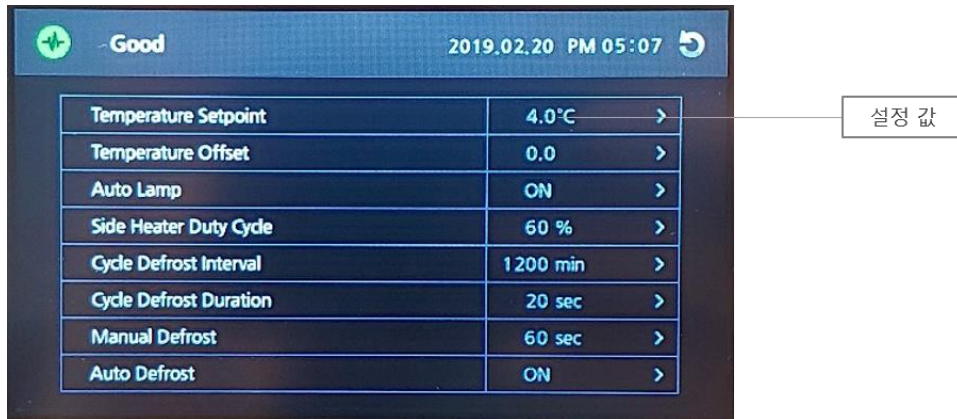 Good 2019.02.20 PM 05:07
Temperature Setpoint 4.0°C >
설정 값
Temperature Offset 0.0 >
Auto Lamp ON >
Side Heater Duty Cycle 60 % >
Cycle Defrost Interval 1200 min >
Cycle Defrost Duration 20 sec >
Manual Defrost 60 sec >
Auto Defrost ON >